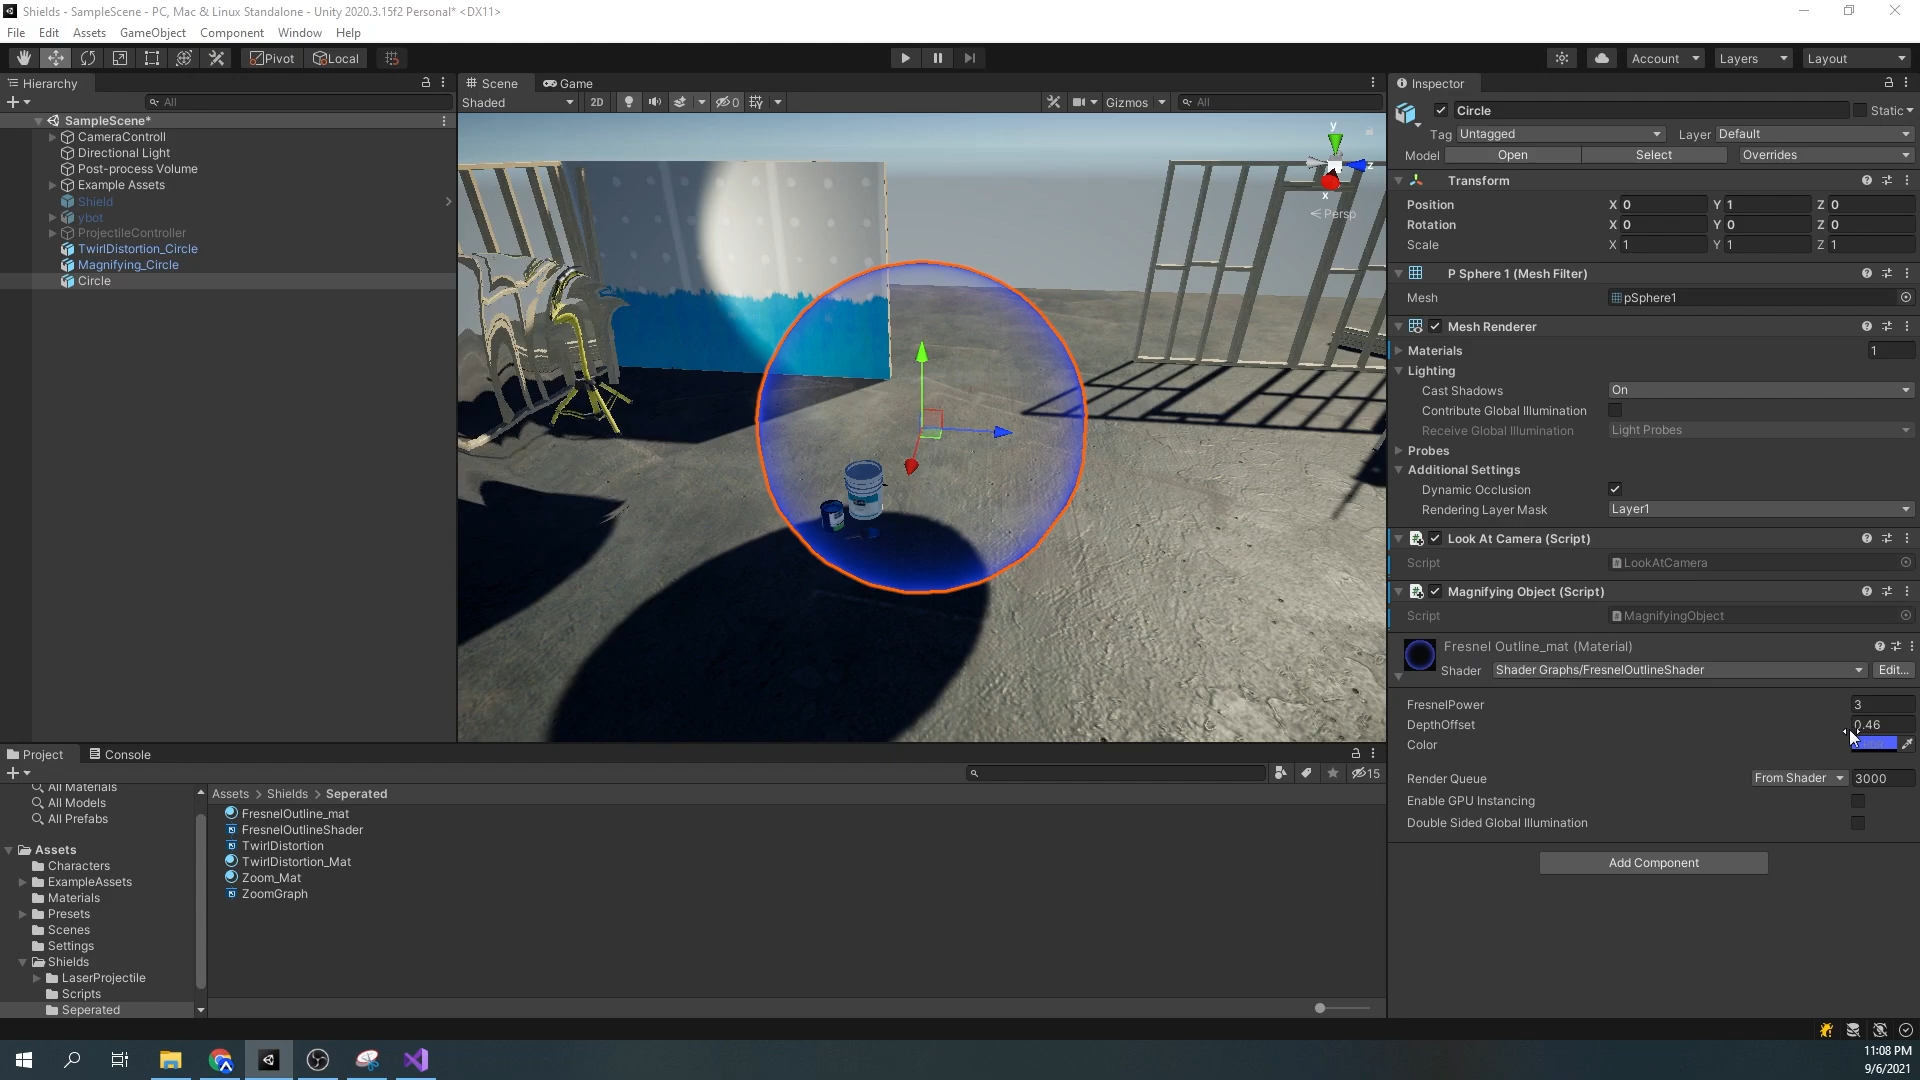 Shields - SampleScene - PC, Mac & Linux Standalone - Unity 2020.3.15f2 Personal* <DX11>
File Edit Assets GameObject Component Window Help
Pivot Local Account Layers Layout
Hierarchy
All
SampleScene*
CameraControll
Directional Light
Post-process Volume
Example Assets
Shield
ybot
ProjectileController
TwirlDistortion_Circle
Magnifying_Circle
Circle
Scene Game
Shaded 2D 0 Gizmos All
y
z
x
Persp
Inspector
Circle Static
Tag Untagged Layer Default
Model Open Select Overrides
Transform
Position X 0 Y 1 Z 0
Rotation X 0 Y 0 Z 0
Scale X 1 Y 1 Z 1
P Sphere 1 (Mesh Filter)
Mesh pSphere1
Mesh Renderer
Materials 1
Lighting
Cast Shadows On
Contribute Global Illumination
Receive Global Illumination Light Probes
Probes
Additional Settings
Dynamic Occlusion
Rendering Layer Mask Layer1
Look At Camera (Script)
Script LookAtCamera
Magnifying Object (Script)
Script MagnifyingObject
Fresnel Outline_mat (Material)
Shader Shader Graphs/FresnelOutlineShader Edit...
FresnelPower 3
DepthOffset 0.46
Color
Render Queue From Shader 3000
Enable GPU Instancing
Double Sided Global Illumination
Add Component
Project Console
15
All Materials
All Models
All Prefabs
Assets
Characters
ExampleAssets
Materials
Presets
Scenes
Settings
Shields
LaserProjectile
Scripts
Seperated
Assets > Shields > Seperated
FresnelOutline_mat
FresnelOutlineShader
TwirlDistortion
TwirlDistortion_Mat
Zoom_Mat
ZoomGraph
11:08 PM
9/6/2021